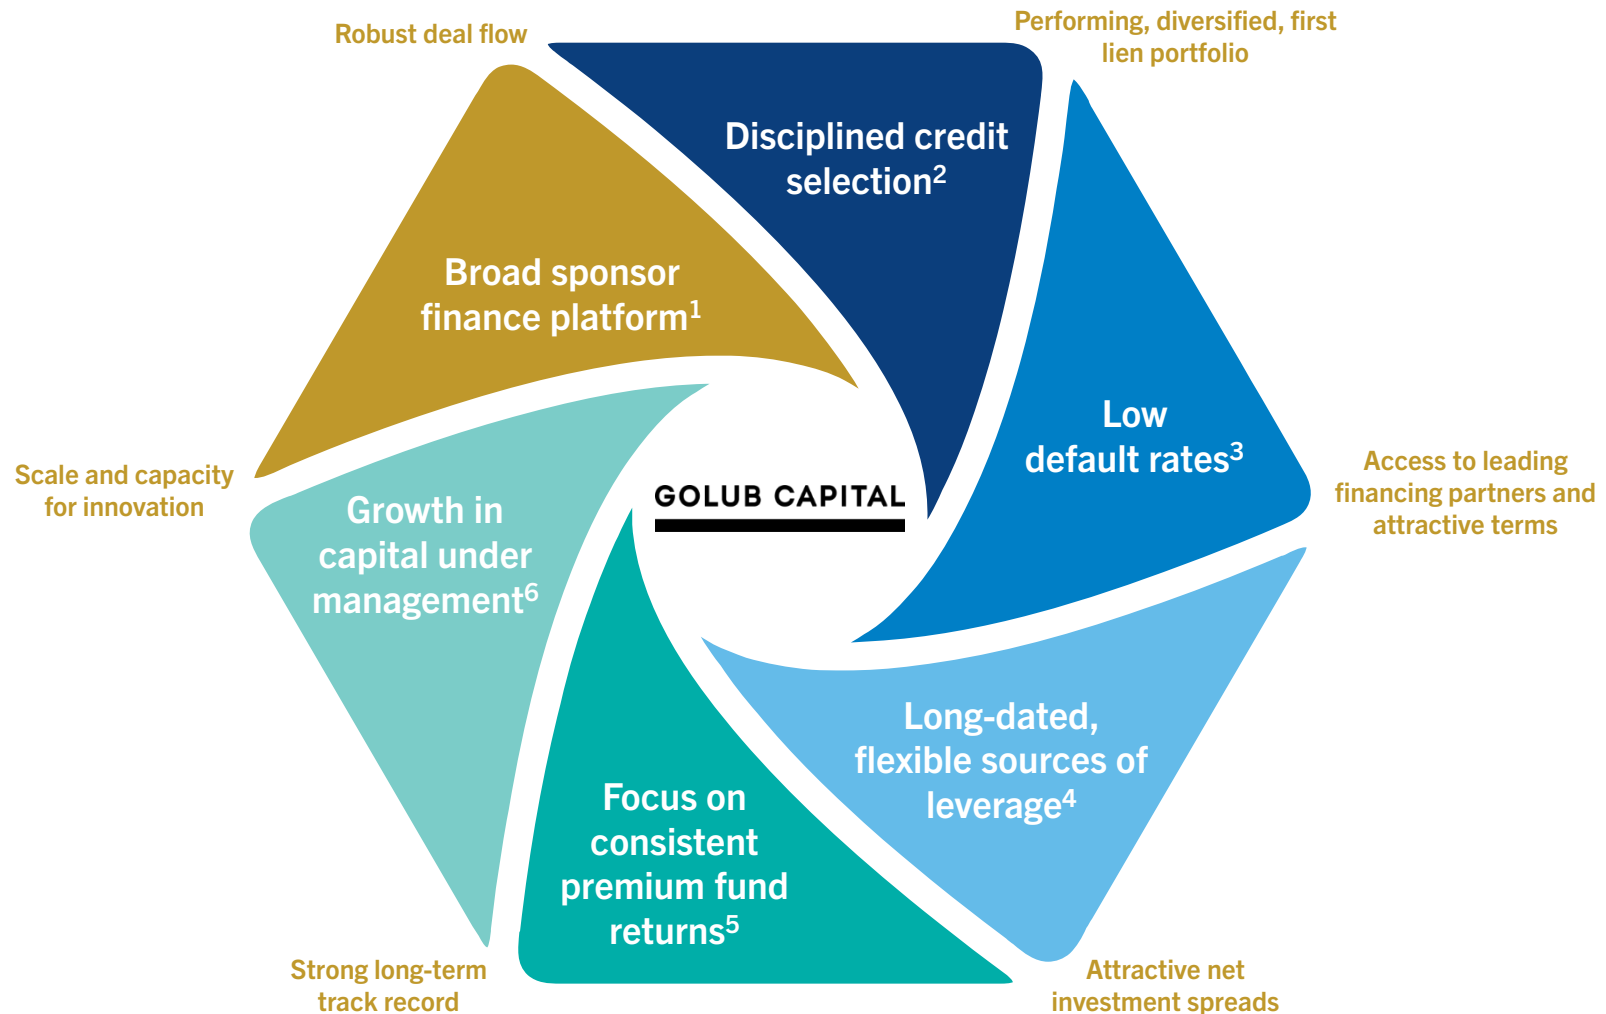 Robust deal flow
Performing, diversified, first
lien portfolio
Disciplined credit
selection2
Broad sponsor
finance platform1
Low
default rates3
Access to leading
financing partners and
attractive terms
Scale and capacity
for innovation
GOLUB CAPITAL
Growth in
capital under
management6
Long-dated,
flexible sources of
leverage4
Focus on
consistent
premium fund
returns5
Strong long-term
track record
Attractive net
investment spreads